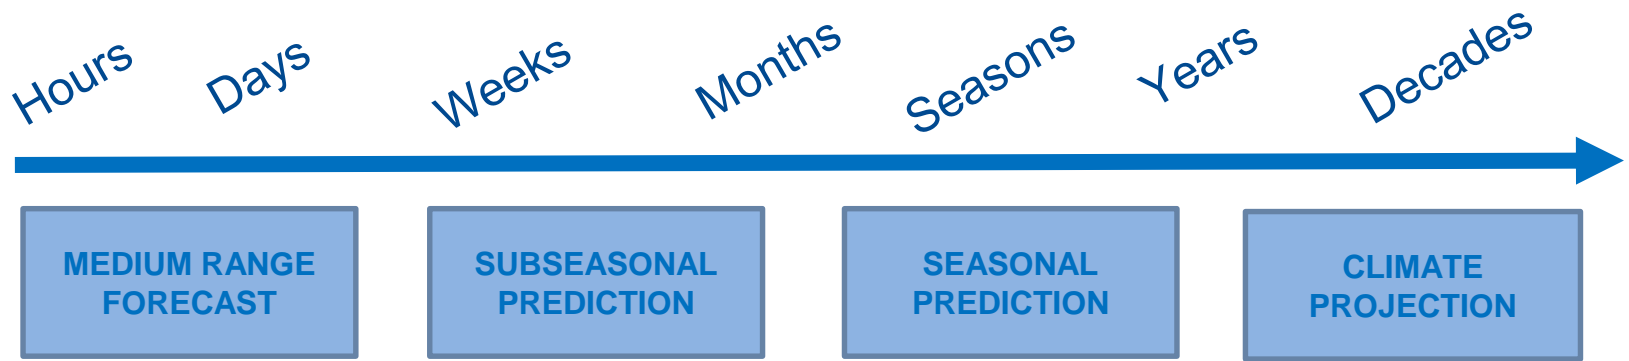 Hours
Days
Weeks
Months
Seasons
Years
Decades
MEDIUM RANGE
FORECAST
SUBSEASONAL
PREDICTION
SEASONAL
PREDICTION
CLIMATE
PROJECTION